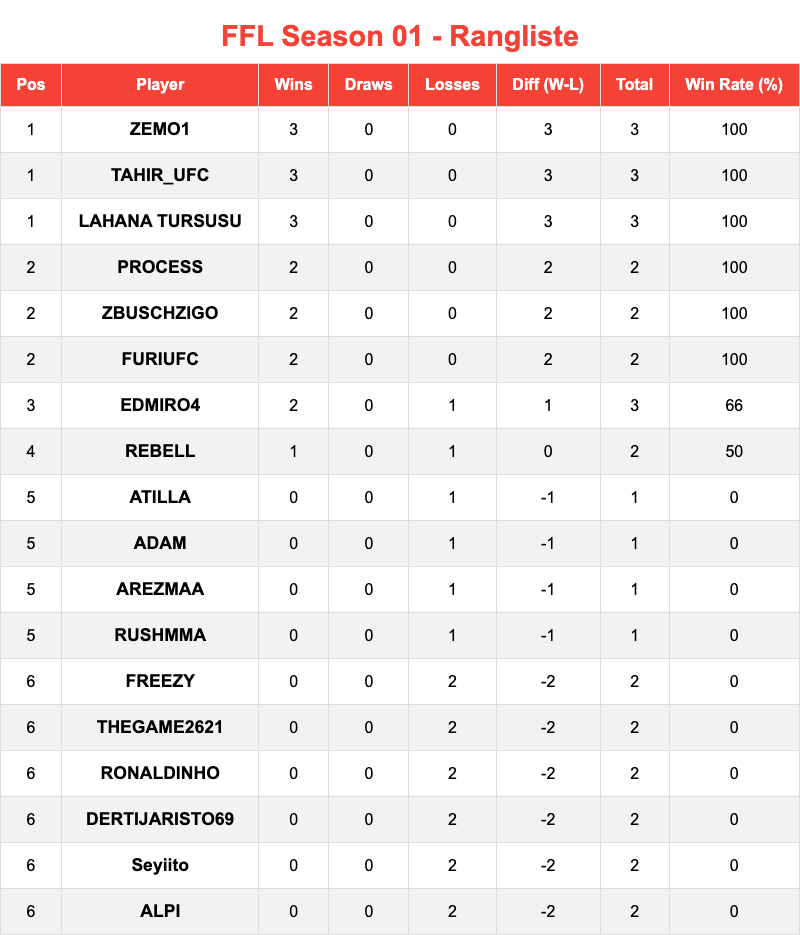 FFL Season 01 - Rangliste
Pos Player Wins Draws Losses Diff (W-L) Total Win Rate (%)
1 ZEMO1 3 0 0 3 3 100
1 TAHIR_UFC 3 0 0 3 3 100
1 LAHANA TURSUSU 3 0 0 3 3 100
2 PROCESS 2 0 0 2 2 100
2 ZBUSCHZIGO 2 0 0 2 2 100
2 FURIUFC 2 0 0 2 2 100
3 EDMIRO4 2 0 1 1 3 66
4 REBELL 1 0 1 0 2 50
5 ATILLA 0 0 1 -1 1 0
5 ADAM 0 0 1 -1 1 0
5 AREZMAA 0 0 1 -1 1 0
5 RUSHMMA 0 0 1 -1 1 0
6 FREEZY 0 0 2 -2 2 0
6 THEGAME2621 0 0 2 -2 2 0
6 RONALDINHO 0 0 2 -2 2 0
6 DERTIJARISTO69 0 0 2 -2 2 0
6 Seyiito 0 0 2 -2 2 0
6 ALPI 0 0 2 -2 2 0